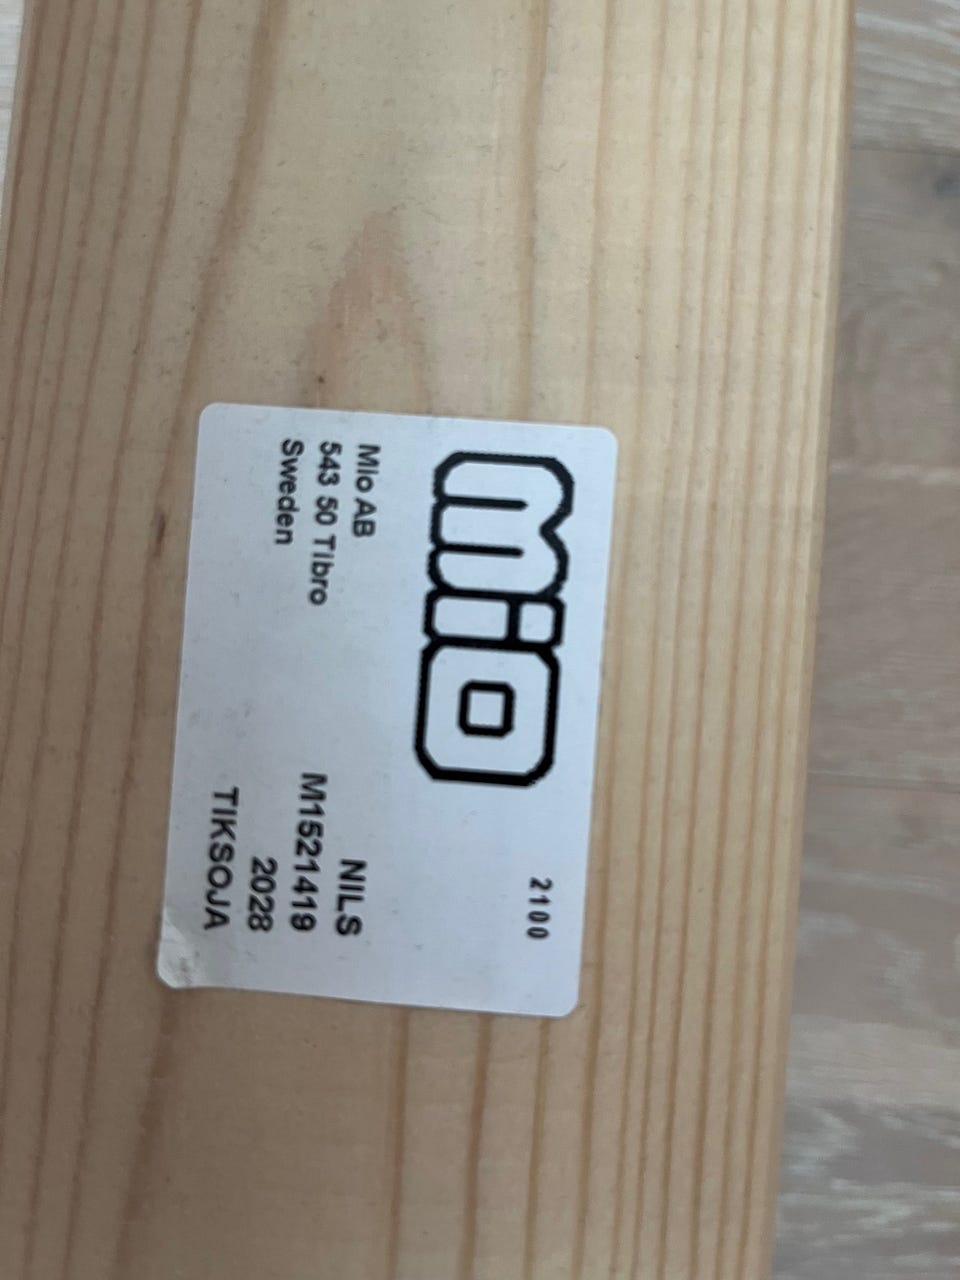 mio
2100
Mio AB
543 50 Tibro
Sweden
NILS
M1521419
2028
TIKSOJA